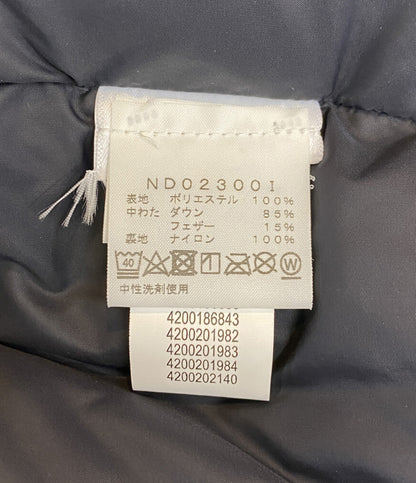 ND02300I
表地 ポリエステル 100%
中わた ダウン 85%
フェザー 15%
裏地 ナイロン 100%
40 W
中性洗剤使用
4200186843
4200201982
4200201983
4200201984
4200202140